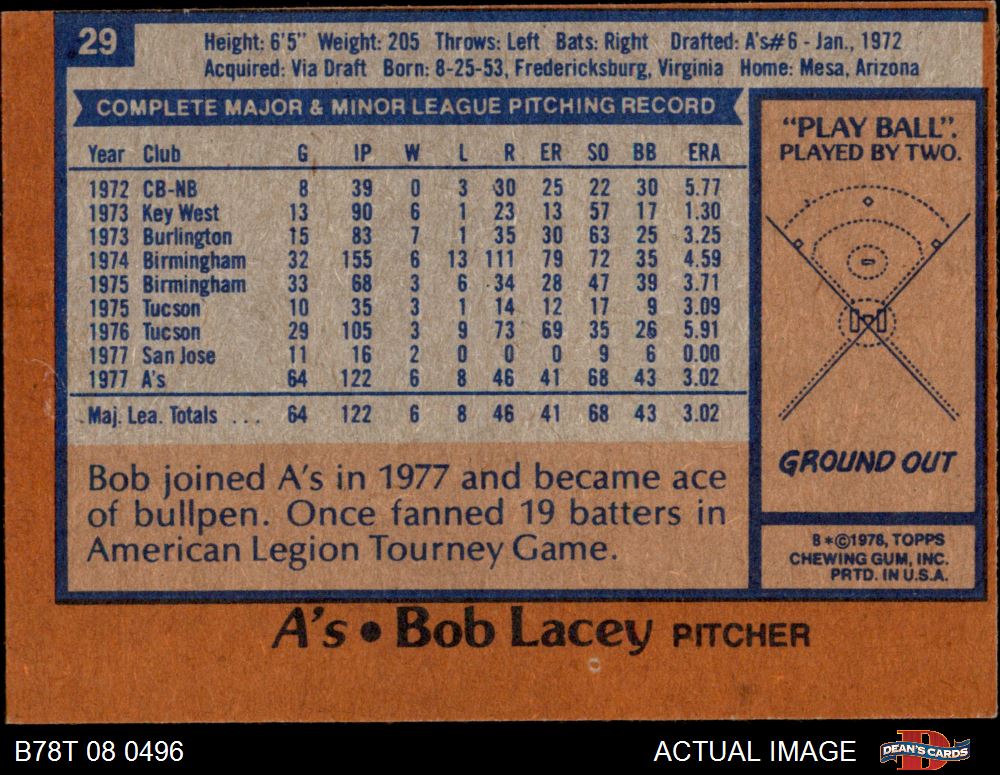 29
Height: 6'5" Weight: 205 Throws: Left Bats: Right Drafted: A's#6 - Jan., 1972
Acquired: Via Draft Born: 8-25-53, Fredericksburg, Virginia Home: Mesa, Arizona
COMPLETE MAJOR & MINOR LEAGUE PITCHING RECORD
Year Club G IP W L R ER SO BB ERA
1972 CB-NB 8 39 0 3 30 25 22 30 5.77
1973 Key West 13 90 6 1 23 13 57 17 1.30
1973 Burlington 15 83 7 1 35 30 63 25 3.25
1974 Birmingham 32 155 6 13 111 79 72 35 4.59
1975 Birmingham 33 68 3 6 34 28 47 39 3.71
1975 Tucson 10 35 3 1 14 12 17 9 3.09
1976 Tucson 29 105 3 9 73 69 35 26 5.91
1977 San Jose 11 16 2 0 0 0 9 6 0.00
1977 A's 64 122 6 8 46 41 68 43 3.02
Maj. Lea. Totals ... 64 122 6 8 46 41 68 43 3.02
Bob joined A's in 1977 and became ace
of bullpen. Once fanned 19 batters in
American Legion Tourney Game.
"PLAY BALL".
PLAYED BY TWO.
GROUND OUT
B*©1978, TOPPS
CHEWING GUM, INC.
PRTD. IN U.S.A.
A's • Bob Lacey PITCHER
B78T 08 0496
ACTUAL IMAGE
DEAN'S CARDS